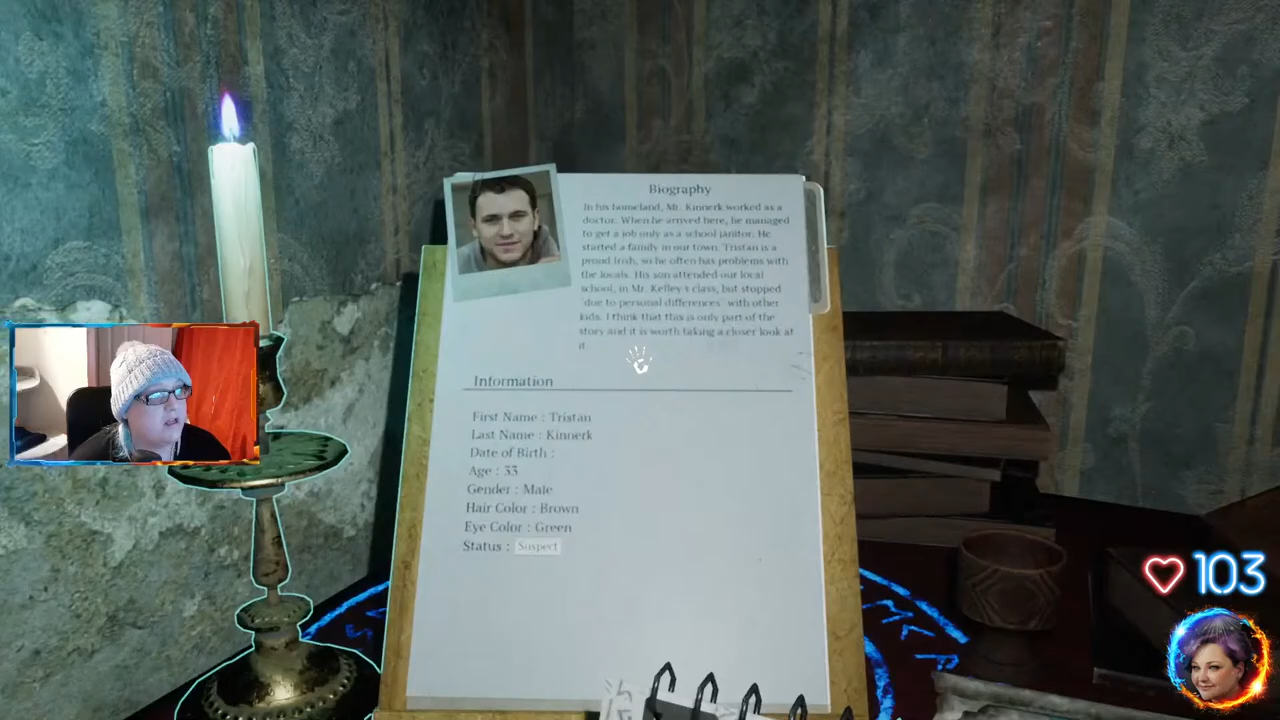 Biography
In his homeland, Mr. Kinnerk worked as a
doctor. When he arrived here, he managed
to get a job only as a school janitor. He
started a family in our town. Tristan is a
proud Irish, so he often has problems with
the locals. His son attended our local
school, in Mr. Kelley's class, but stopped
"due to personal differences" with other
kids. I think that this is only part of the
story and it is worth taking a closer look at
it
Information
First Name : Tristan
Last Name : Kinnerk
Date of Birth :
Age : 33
Gender : Male
Hair Color : Brown
Eye Color : Green
Status : Suspect
103